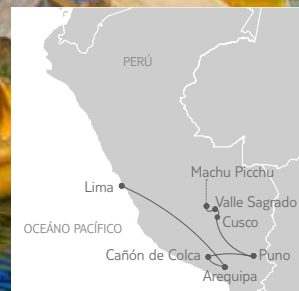 PERÚ
Machu Picchu
Lima
Valle Sagrado
Cusco
OCEÁNO PACÍFICO
Cañón de Colca
Puno
Arequipa